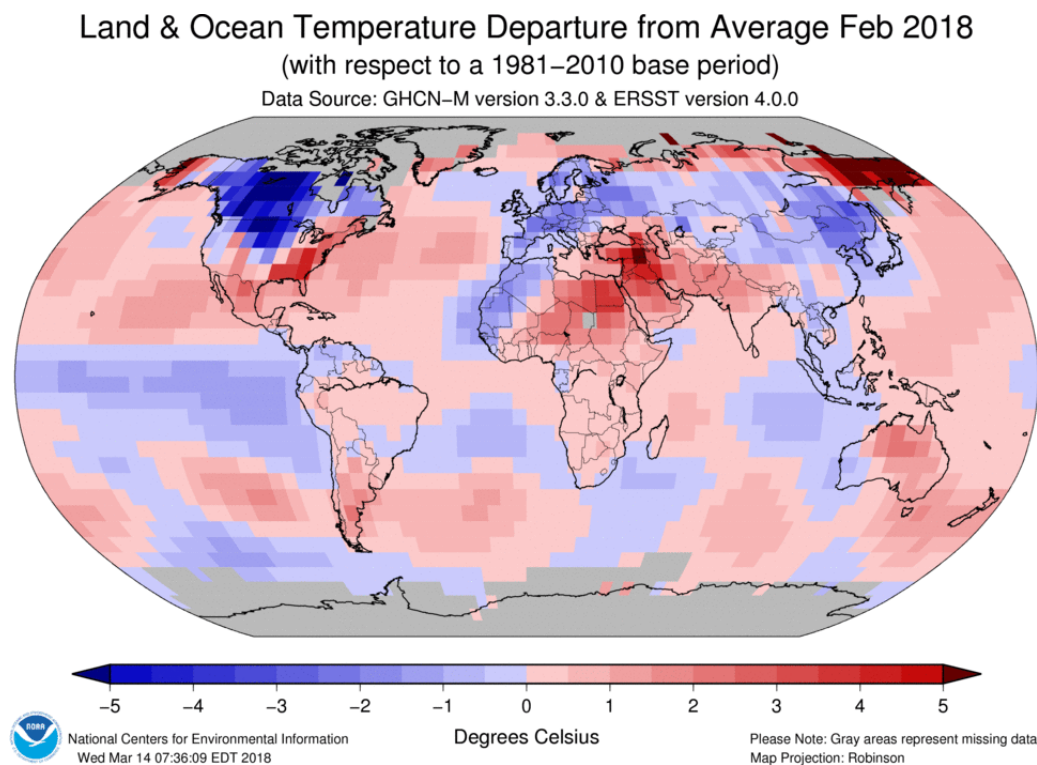 Land & Ocean Temperature Departure from Average Feb 2018
(with respect to a 1981–2010 base period)
Data Source: GHCN–M version 3.3.0 & ERSST version 4.0.0
−5 −4 −3 −2 −1 0 1 2 3 4 5
Degrees Celsius
NOAA
National Centers for Environmental Information
Wed Mar 14 07:36:09 EDT 2018
Please Note: Gray areas represent missing data
Map Projection: Robinson